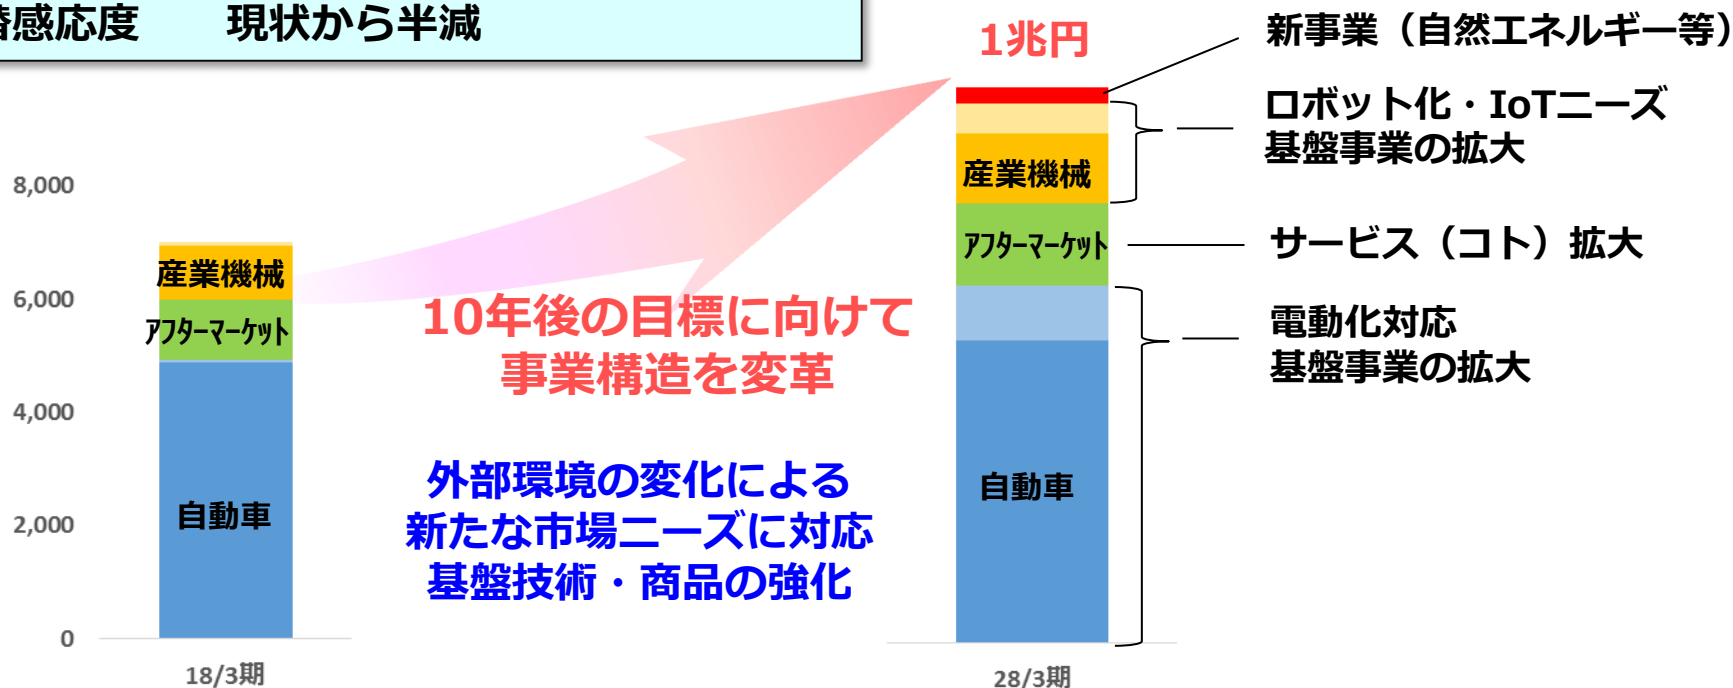 感応度 現状から半減
1兆円
新事業（自然エネルギー等）
ロボット化・IoTニーズ
基盤事業の拡大
産業機械
アフターマーケット
サービス（コト）拡大
電動化対応
基盤事業の拡大
自動車
8,000
6,000
4,000
2,000
0
産業機械
アフターマーケット
自動車
10年後の目標に向けて
事業構造を変革
外部環境の変化による
新たな市場ニーズに対応
基盤技術・商品の強化
18/3期
28/3期